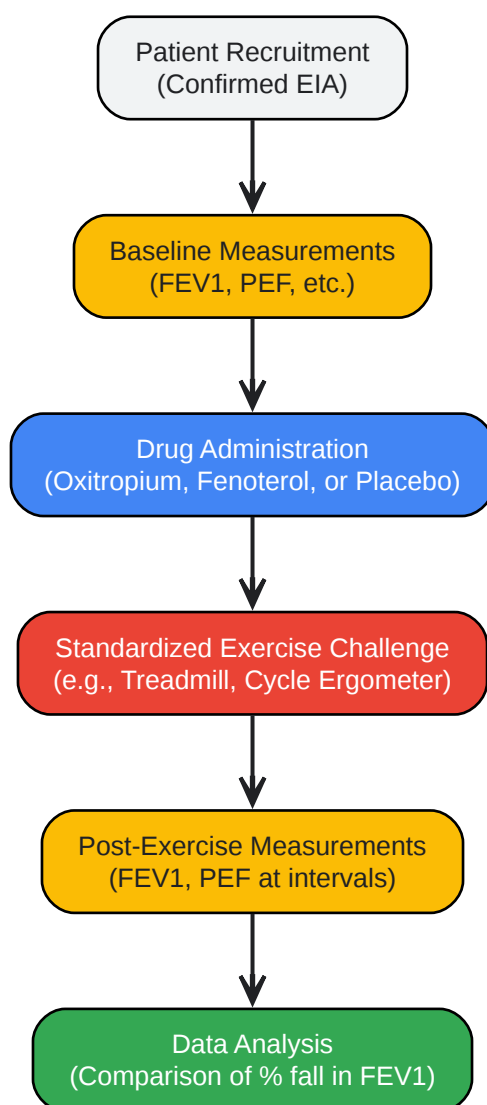 Patient Recruitment
(Confirmed EIA)
Baseline Measurements
(FEV1, PEF, etc.)
Drug Administration
(Oxitropium, Fenoterol, or Placebo)
Standardized Exercise Challenge
(e.g., Treadmill, Cycle Ergometer)
Post-Exercise Measurements
(FEV1, PEF at intervals)
Data Analysis
(Comparison of % fall in FEV1)